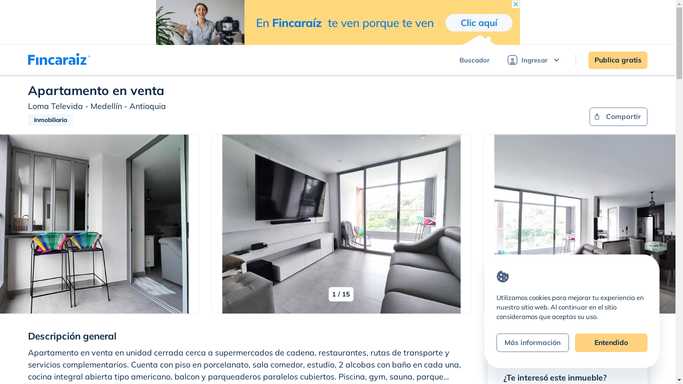 En Fincaraíz te ven porque te ven
Clic aquí
Fincaraíz
Buscador
Ingresar
Publica gratis
Apartamento en venta
Loma Televida - Medellín - Antioquia
Inmobiliaria
Compartir
1 / 15
Utilizamos cookies para mejorar tu experiencia en
nuestro sitio web. Al continuar en el sitio
consideramos que aceptas su uso.
Más información
Entendido
Descripción general
Apartamento en venta en unidad cerrada cerca a supermercados de cadena, restaurantes, rutas de transporte y
servicios complementarios. Cuenta con piso en porcelanato, sala comedor, estudio, 2 alcobas con baño en cada una,
cocina integral abierta tipo americano, balcon y parqueaderos paralelos cubiertos. Piscina, gym, sauna, parque...
¿Te interesó este inmueble?